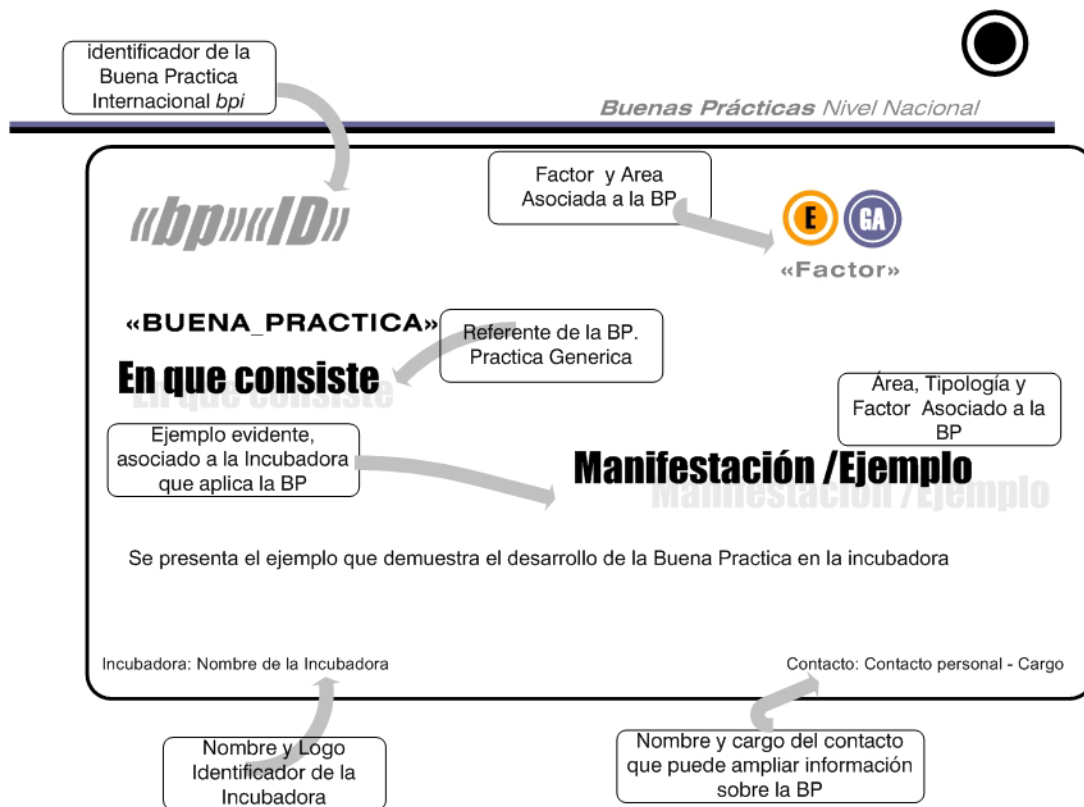 identificador de la
Buena Practica
Internacional bpi
Buenas Prácticas Nivel Nacional
Factor y Area
Asociada a la BP
«bp»«ID»
E GA
«Factor»
«BUENA_PRACTICA»
Referente de la BP.
Practica Generica
En que consiste
Área, Tipología y
Factor Asociado a la
BP
Ejemplo evidente,
asociado a la Incubadora
que aplica la BP
Manifestación /Ejemplo
Se presenta el ejemplo que demuestra el desarrollo de la Buena Practica en la incubadora
Incubadora: Nombre de la Incubadora
Contacto: Contacto personal - Cargo
Nombre y Logo
Identificador de la
Incubadora
Nombre y cargo del contacto
que puede ampliar información
sobre la BP